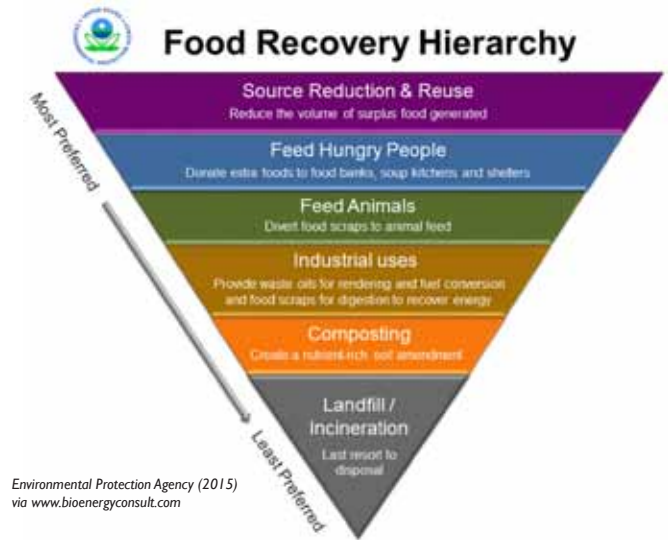 Food Recovery Hierarchy
Most Preferred
Source Reduction & Reuse
Reduce the volume of surplus food generated
Feed Hungry People
Donate extra foods to food banks, soup kitchens and shelters
Feed Animals
Divert food scraps to animal feed
Industrial uses
Provide waste oils for rendering and fuel conversion
and food scraps for digestion to recover energy
Composting
Create a nutrient-rich soil amendment
Landfill /
Incineration
Last resort to
disposal
Least Preferred
Environmental Protection Agency (2015)
via www.bioenergyconsult.com